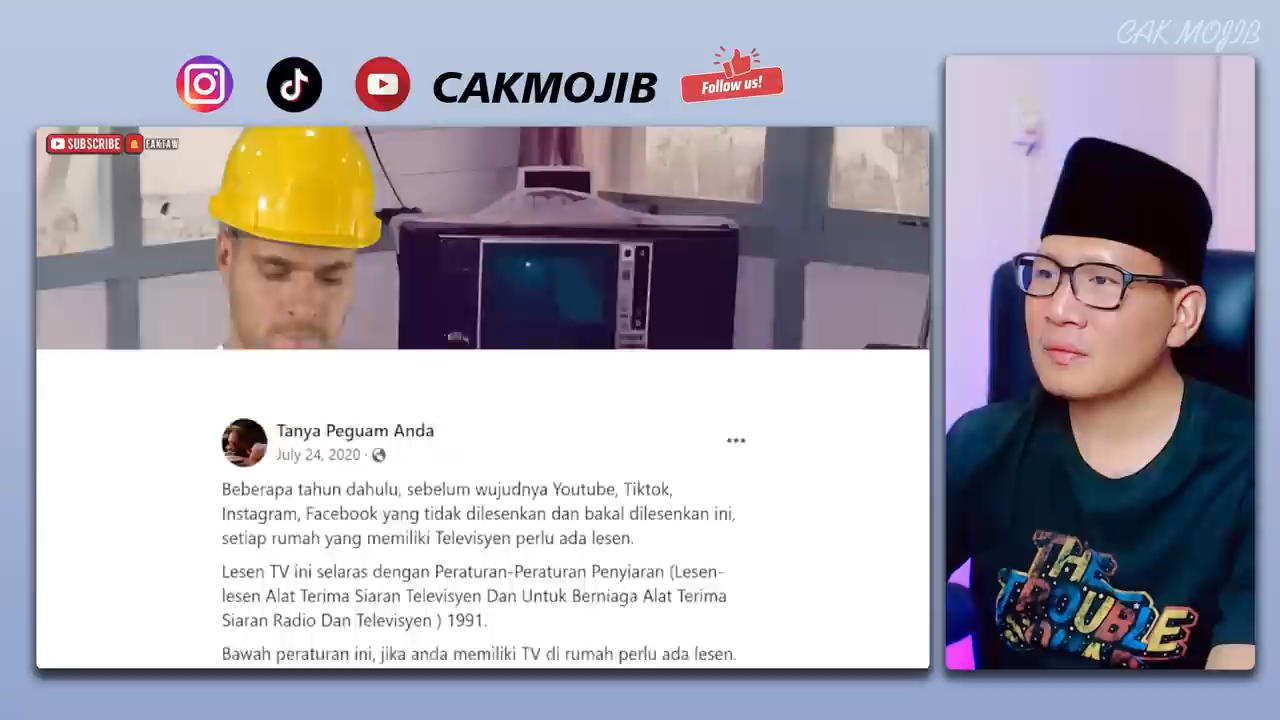 CAK MOJIB
CAKMOJIB
Follow us!
SUBSCRIBE
FAKTAW
Tanya Peguam Anda
July 24, 2020
Beberapa tahun dahulu, sebelum wujudnya Youtube, Tiktok,
Instagram, Facebook yang tidak dilesenkan dan bakal dilesenkan ini,
setiap rumah yang memiliki Televisyen perlu ada lesen.
Lesen TV ini selaras dengan Peraturan-Peraturan Penyiaran (Lesen-
lesen Alat Terima Siaran Televisyen Dan Untuk Berniaga Alat Terima
Siaran Radio Dan Televisyen ) 1991.
Bawah peraturan ini, jika anda memiliki TV di rumah perlu ada lesen.
THE
TROUBLE